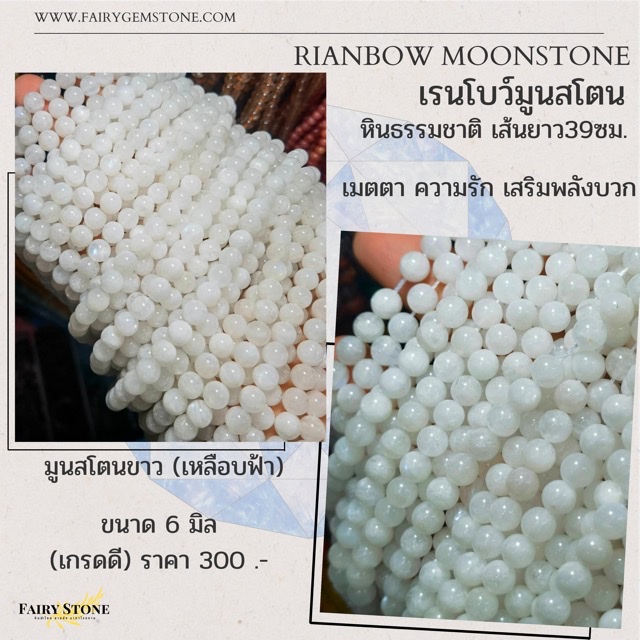 WWW.FAIRYGEMSTONE.COM
RIANBOW MOONSTONE
เรนโบว์มูนสโตน
หินธรรมชาติ เส้นยาว39ซม.
เมตตา ความรัก เสริมพลังบวก
มูนสโตนขาว (เหลือบฟ้า)
ขนาด 6 มิล
(เกรดดี) ราคา 300 .-
FAIRY STONE